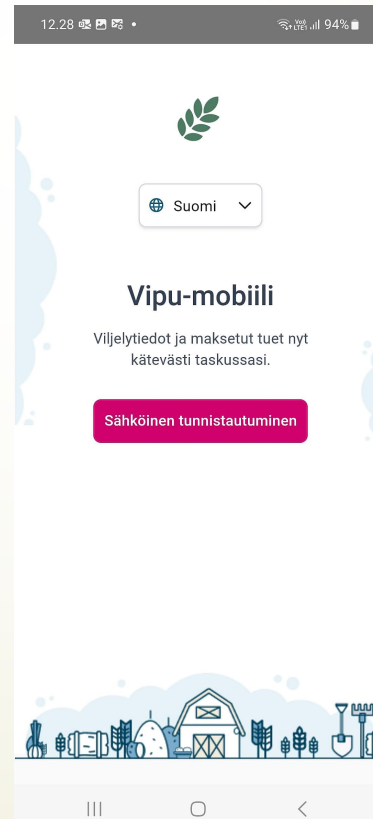 12.28 94%
Suomi
Vipu-mobiili
Viljelytiedot ja maksetut tuet nyt
kätevästi taskussasi.
Sähköinen tunnistautuminen